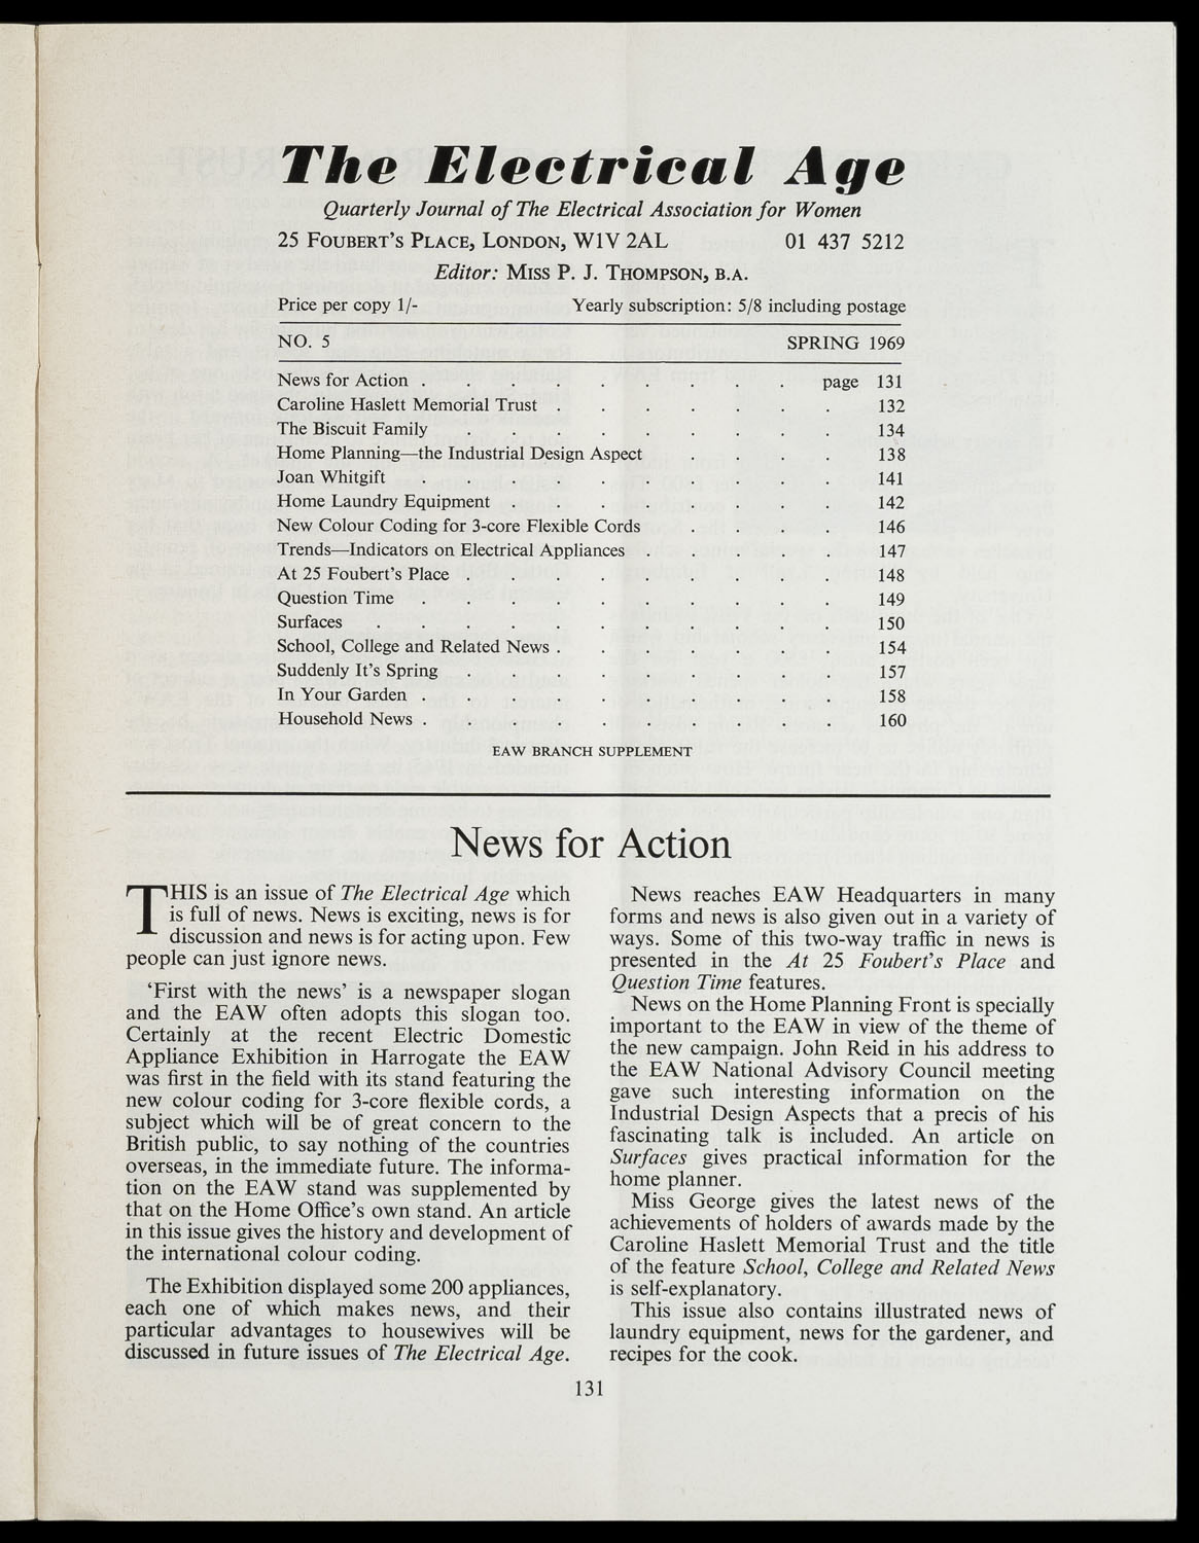 The Electrical Age
Quarterly Journal of The Electrical Association for Women
25 FOUBERT'S PLACE, LONDON, W1V 2AL 01 437 5212
Editor: MISS P. J. THOMPSON, B.A.
Price per copy 1/- Yearly subscription: 5/8 including postage
NO. 5 SPRING 1969
News for Action . . . . . . . . . page 131
Caroline Haslett Memorial Trust . . . . . . . 132
The Biscuit Family . . . . . . . . . 134
Home Planning—the Industrial Design Aspect . . . . 138
Joan Whitgift . . . . . . . . . . 141
Home Laundry Equipment . . . . . . . . 142
New Colour Coding for 3-core Flexible Cords . . . . 146
Trends—Indicators on Electrical Appliances . . . . . 147
At 25 Foubert's Place . . . . . . . . . 148
Question Time . . . . . . . . . . 149
Surfaces . . . . . . . . . . . 150
School, College and Related News . . . . . . . 154
Suddenly It's Spring . . . . . . . . . 157
In Your Garden . . . . . . . . . . 158
Household News . . . . . . . . . . 160
EAW BRANCH SUPPLEMENT
News for Action
THIS is an issue of The Electrical Age which
is full of news. News is exciting, news is for
discussion and news is for acting upon. Few
people can just ignore news.
'First with the news' is a newspaper slogan
and the EAW often adopts this slogan too.
Certainly at the recent Electric Domestic
Appliance Exhibition in Harrogate the EAW
was first in the field with its stand featuring the
new colour coding for 3-core flexible cords, a
subject which will be of great concern to the
British public, to say nothing of the countries
overseas, in the immediate future. The informa-
tion on the EAW stand was supplemented by
that on the Home Office's own stand. An article
in this issue gives the history and development of
the international colour coding.
The Exhibition displayed some 200 appliances,
each one of which makes news, and their
particular advantages to housewives will be
discussed in future issues of The Electrical Age.
News reaches EAW Headquarters in many
forms and news is also given out in a variety of
ways. Some of this two-way traffic in news is
presented in the At 25 Foubert's Place and
Question Time features.
News on the Home Planning Front is specially
important to the EAW in view of the theme of
the new campaign. John Reid in his address to
the EAW National Advisory Council meeting
gave such interesting information on the
Industrial Design Aspects that a precis of his
fascinating talk is included. An article on
Surfaces gives practical information for the
home planner.
Miss George gives the latest news of the
achievements of holders of awards made by the
Caroline Haslett Memorial Trust and the title
of the feature School, College and Related News
is self-explanatory.
This issue also contains illustrated news of
laundry equipment, news for the gardener, and
recipes for the cook.
131